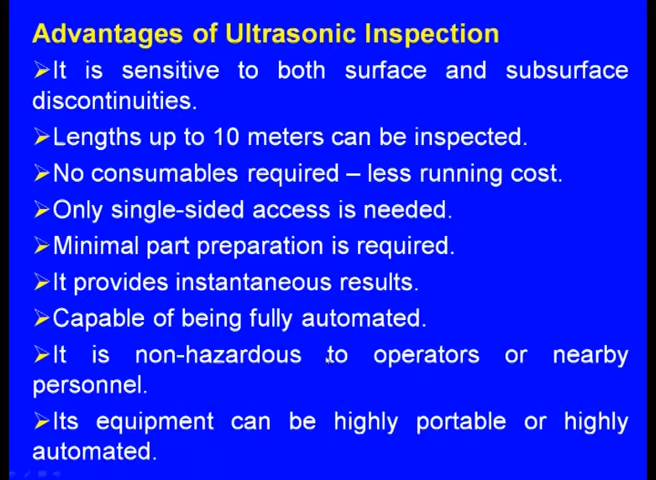 Advantages of Ultrasonic Inspection
➢It is sensitive to both surface and subsurface
discontinuities.
➢Lengths up to 10 meters can be inspected.
➢No consumables required – less running cost.
➢Only single-sided access is needed.
➢Minimal part preparation is required.
➢It provides instantaneous results.
➢Capable of being fully automated.
➢It is non-hazardous to operators or nearby
personnel.
➢Its equipment can be highly portable or highly
automated.